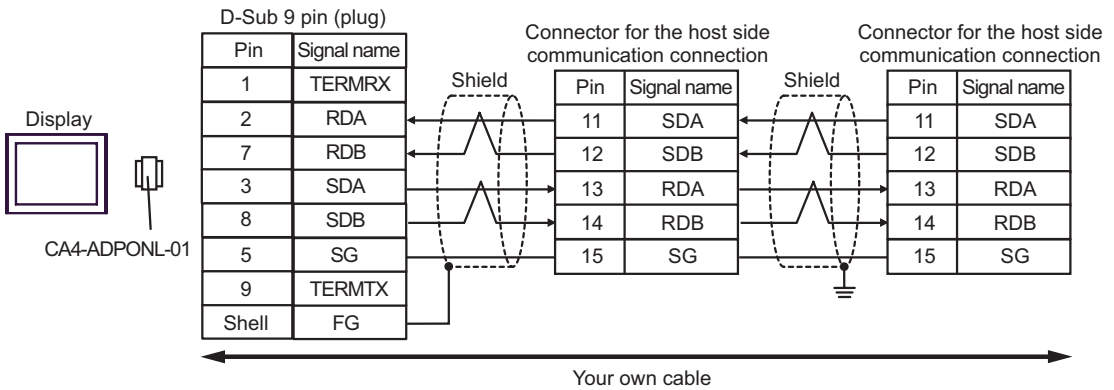 D-Sub 9 pin (plug)
Connector for the host side
communication connection
Connector for the host side
communication connection
Pin Signal name
Shield
Pin Signal name
Shield
Pin Signal name
1 TERMRX
Display
2 RDA
11 SDA
11 SDA
7 RDB
12 SDB
12 SDB
3 SDA
13 RDA
13 RDA
8 SDB
14 RDB
14 RDB
CA4-ADPONL-01
5 SG
15 SG
15 SG
9 TERMTX
Shell FG
Your own cable